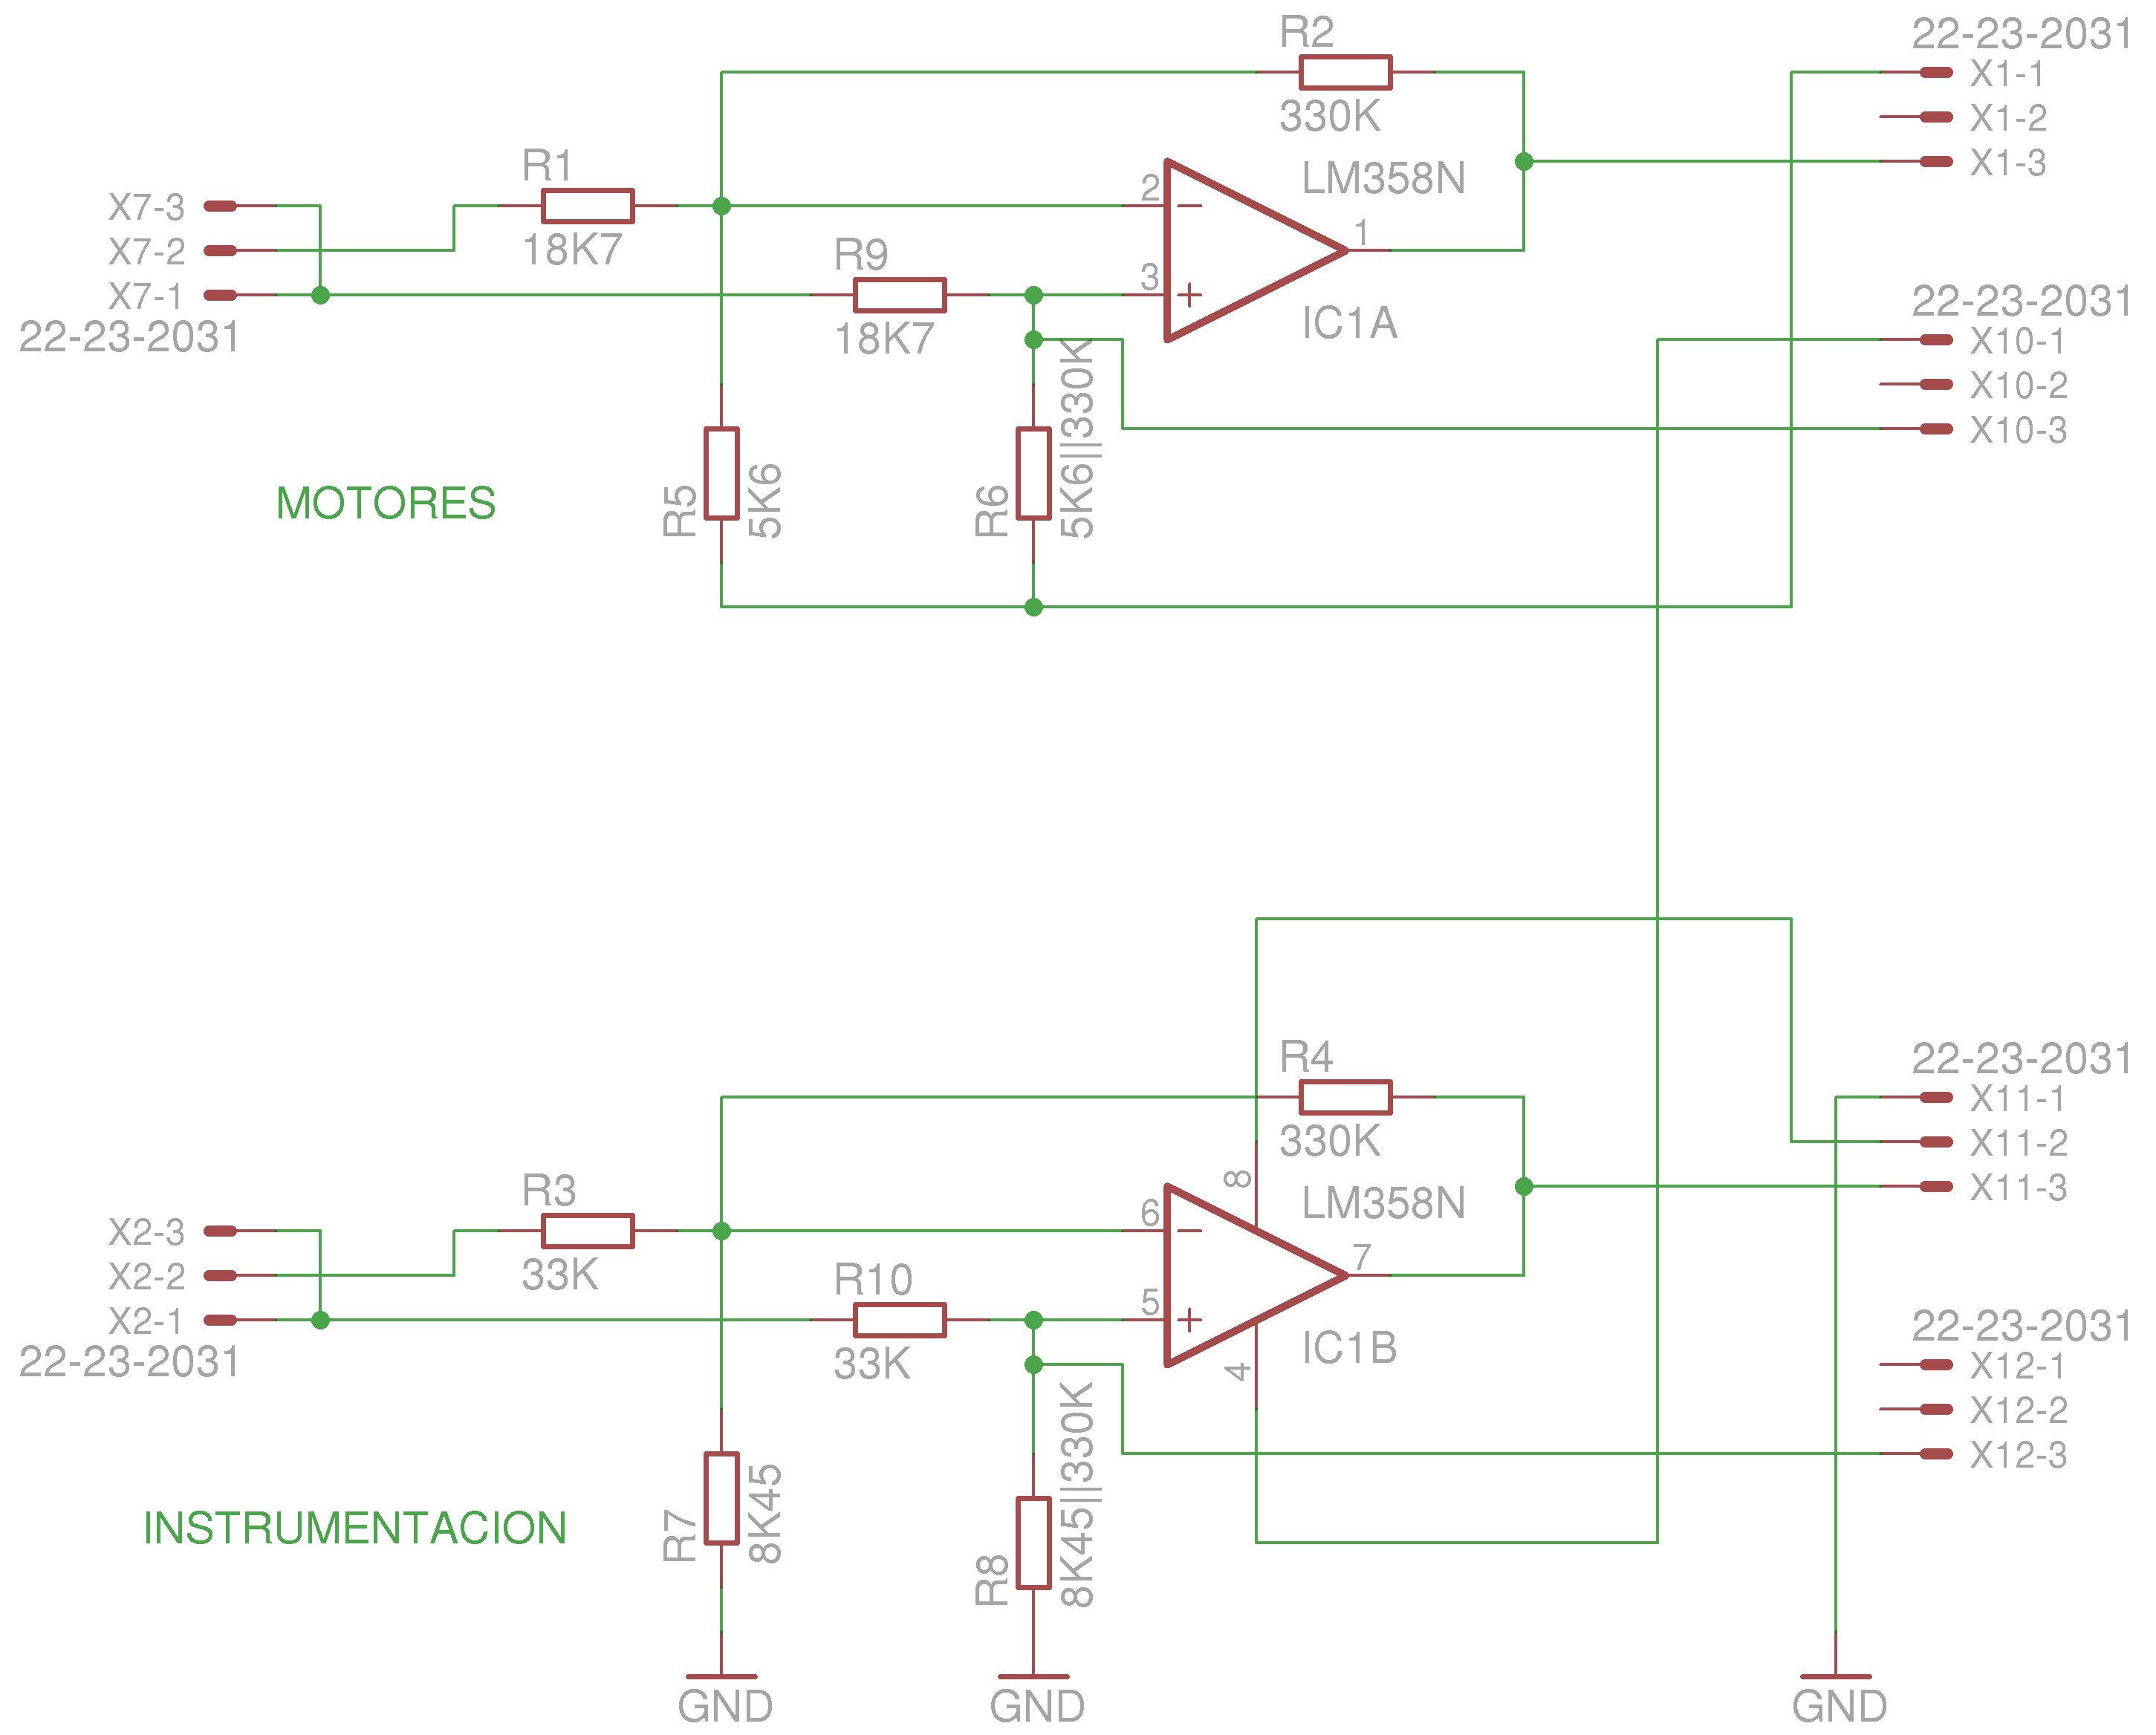 R2
330K
22-23-2031
X1-1
X1-2
X1-3
R1
18K7
X7-3
X7-2
X7-1
22-23-2031
R9
18K7
2
3
1
LM358N
IC1A
22-23-2031
X10-1
X10-2
X10-3
MOTORES
R5
5K6
R6
5K6||330K
R4
330K
22-23-2031
X11-1
X11-2
X11-3
R3
33K
X2-3
X2-2
X2-1
22-23-2031
R10
33K
6
5
8
4
7
LM358N
IC1B
22-23-2031
X12-1
X12-2
X12-3
INSTRUMENTACION
R7
8K45
R8
8K45||330K
GND
GND
GND